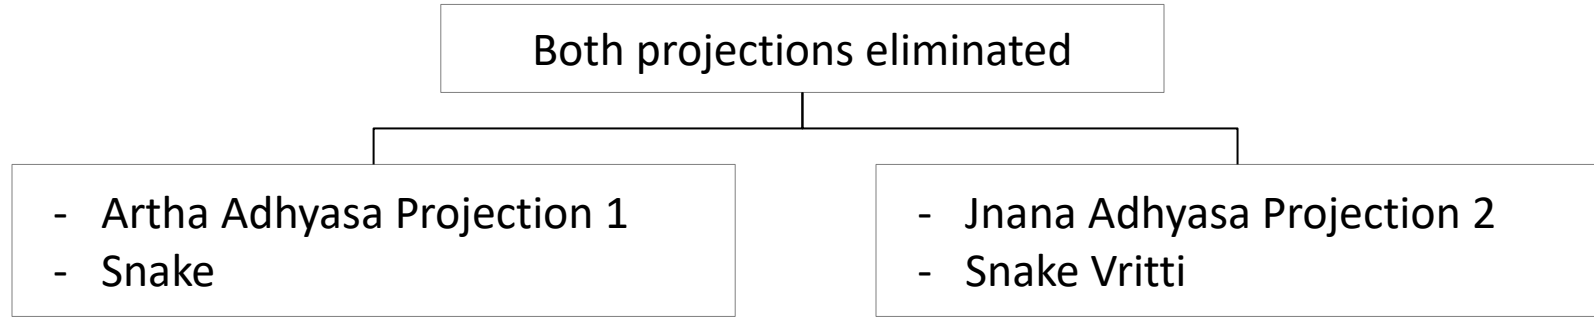 Both projections eliminated
- Artha Adhyasa Projection 1
- Snake
- Jnana Adhyasa Projection 2
- Snake Vritti